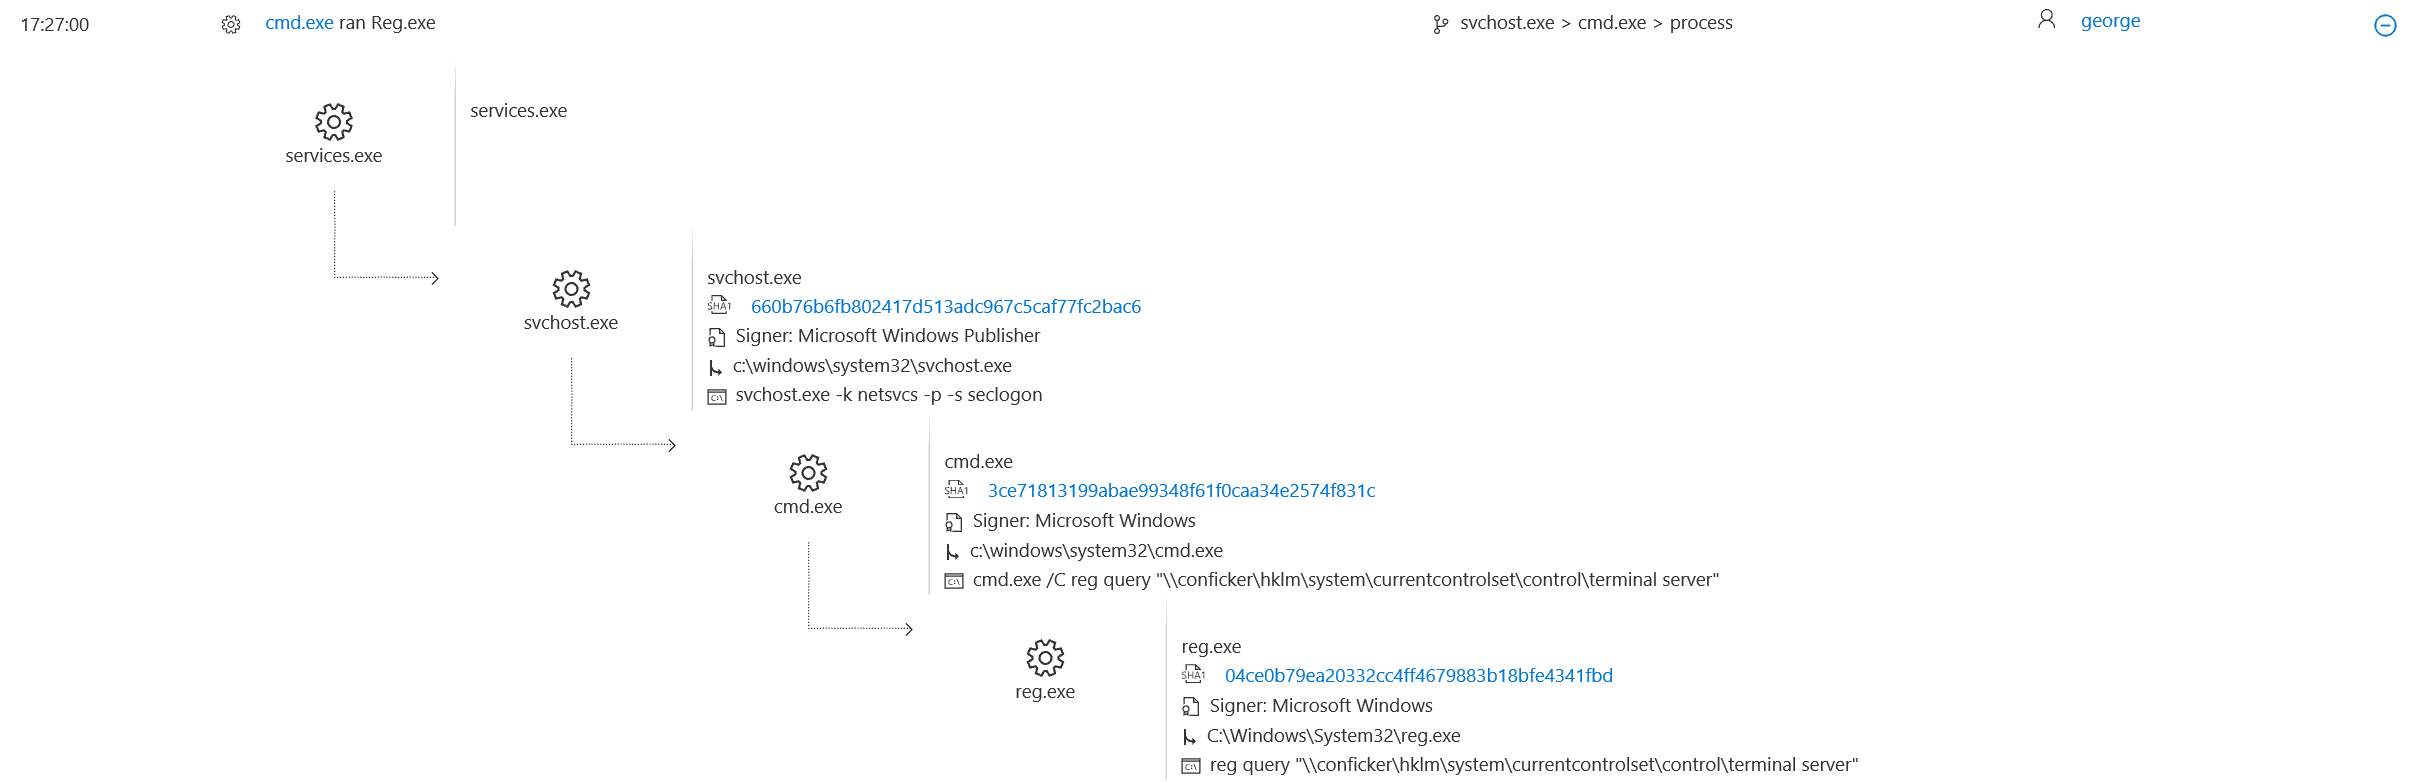 17:27:00 cmd.exe ran Reg.exe svchost.exe > cmd.exe > process george
services.exe
services.exe
svchost.exe
svchost.exe
SHA1 660b76b6fb802417d513adc967c5caf77fc2bac6
Signer: Microsoft Windows Publisher
c:\windows\system32\svchost.exe
C:\ svchost.exe -k netsvcs -p -s seclogon
cmd.exe
cmd.exe
SHA1 3ce71813199abae99348f61f0caa34e2574f831c
Signer: Microsoft Windows
c:\windows\system32\cmd.exe
C:\ cmd.exe /C reg query "\\conficker\hklm\system\currentcontrolset\control\terminal server"
reg.exe
reg.exe
SHA1 04ce0b79ea20332cc4ff4679883b18bfe4341fbd
Signer: Microsoft Windows
C:\Windows\System32\reg.exe
C:\ reg query "\\conficker\hklm\system\currentcontrolset\control\terminal server"